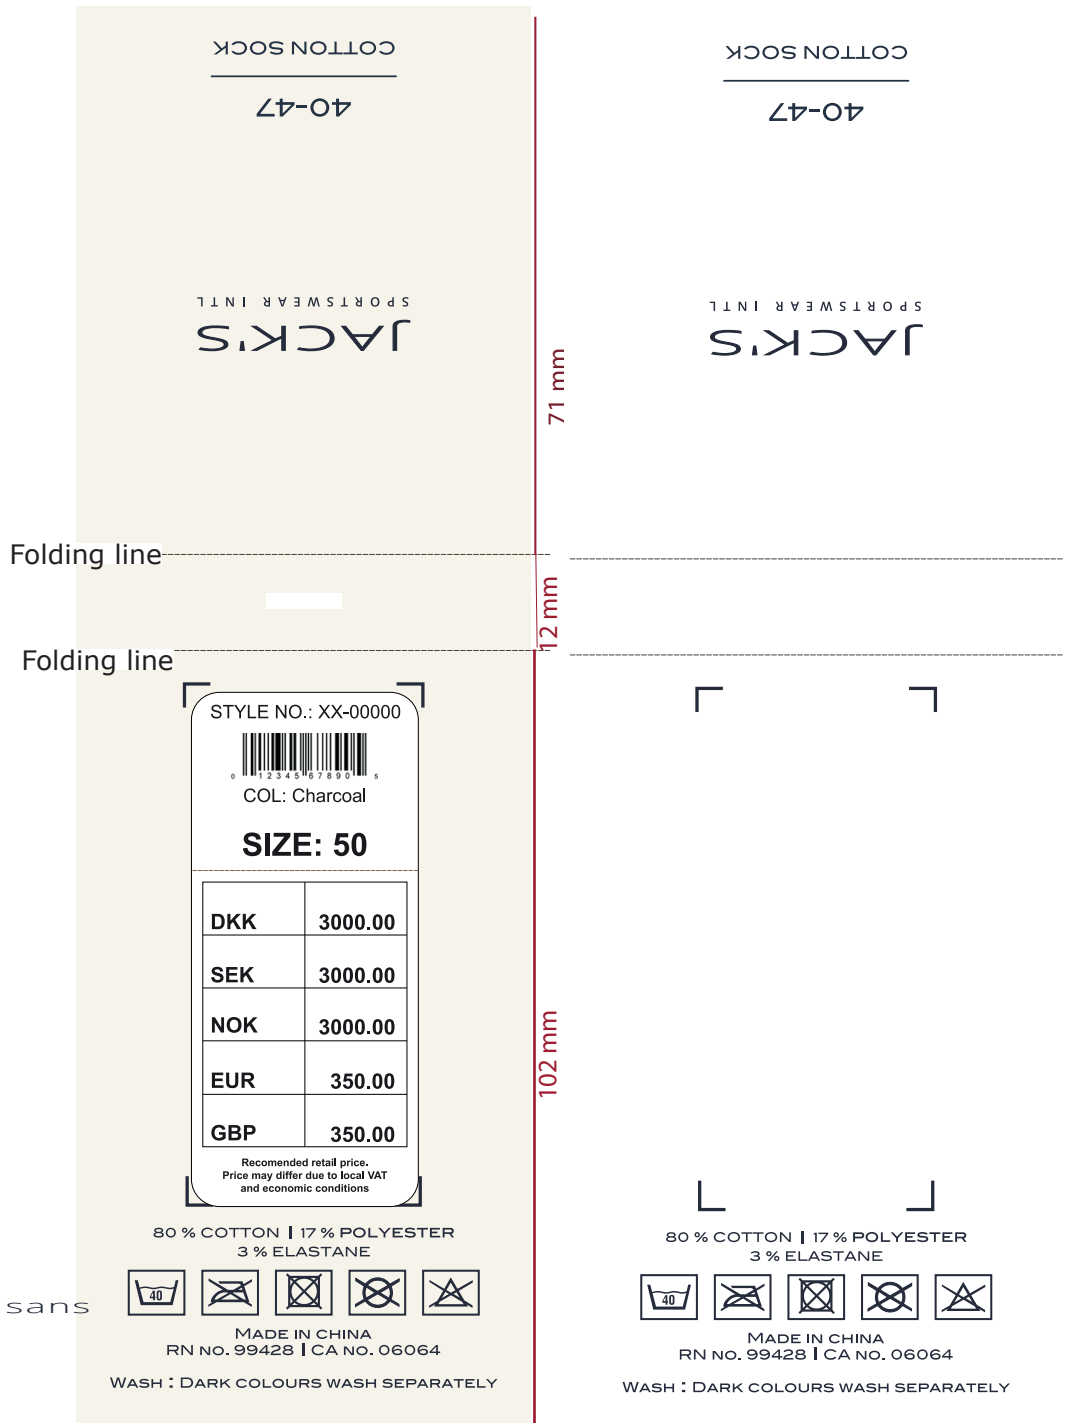 COTTON SOCK
40-47
SPORTSWEAR INTL
JACK'S
71 mm
Folding line
12 mm
Folding line
STYLE NO.: XX-00000
0 12345 67890 5
COL: Charcoal
SIZE: 50
DKK 3000.00
SEK 3000.00
NOK 3000.00
EUR 350.00
GBP 350.00
Recomended retail price.
Price may differ due to local VAT
and economic conditions
102 mm
80 % COTTON | 17 % POLYESTER
3 % ELASTANE
40
sans
MADE IN CHINA
RN NO. 99428 | CA NO. 06064
WASH : DARK COLOURS WASH SEPARATELY
COTTON SOCK
40-47
SPORTSWEAR INTL
JACK'S
80 % COTTON | 17 % POLYESTER
3 % ELASTANE
40
MADE IN CHINA
RN NO. 99428 | CA NO. 06064
WASH : DARK COLOURS WASH SEPARATELY